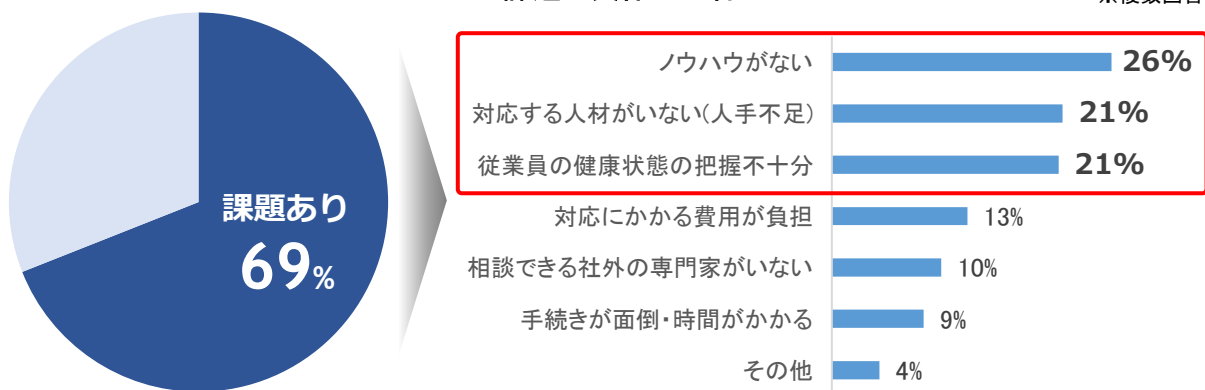 課題あり
69%
ノウハウがない 26%
対応する人材がいない(人手不足) 21%
従業員の健康状態の把握不十分 21%
対応にかかる費用が負担 13%
相談できる社外の専門家がいない 10%
手続きが面倒・時間がかかる 9%
その他 4%